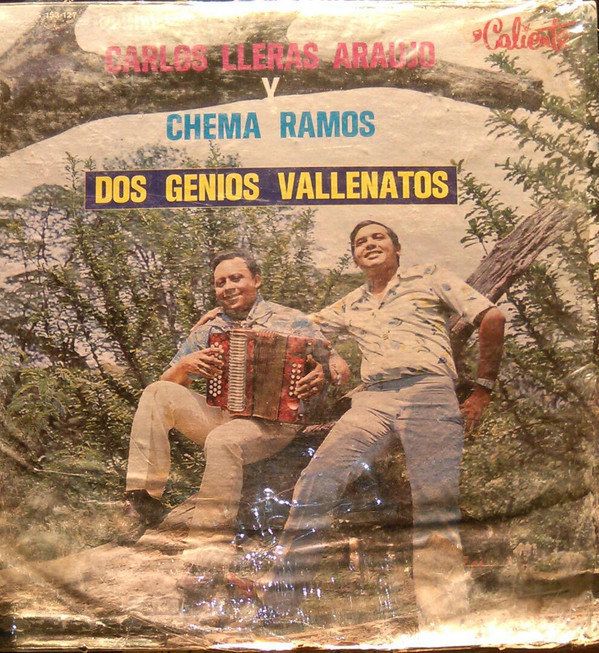 Caliente
CARLOS LLERAS ARAUJO
Y
CHEMA RAMOS
DOS GENIOS VALLENATOS